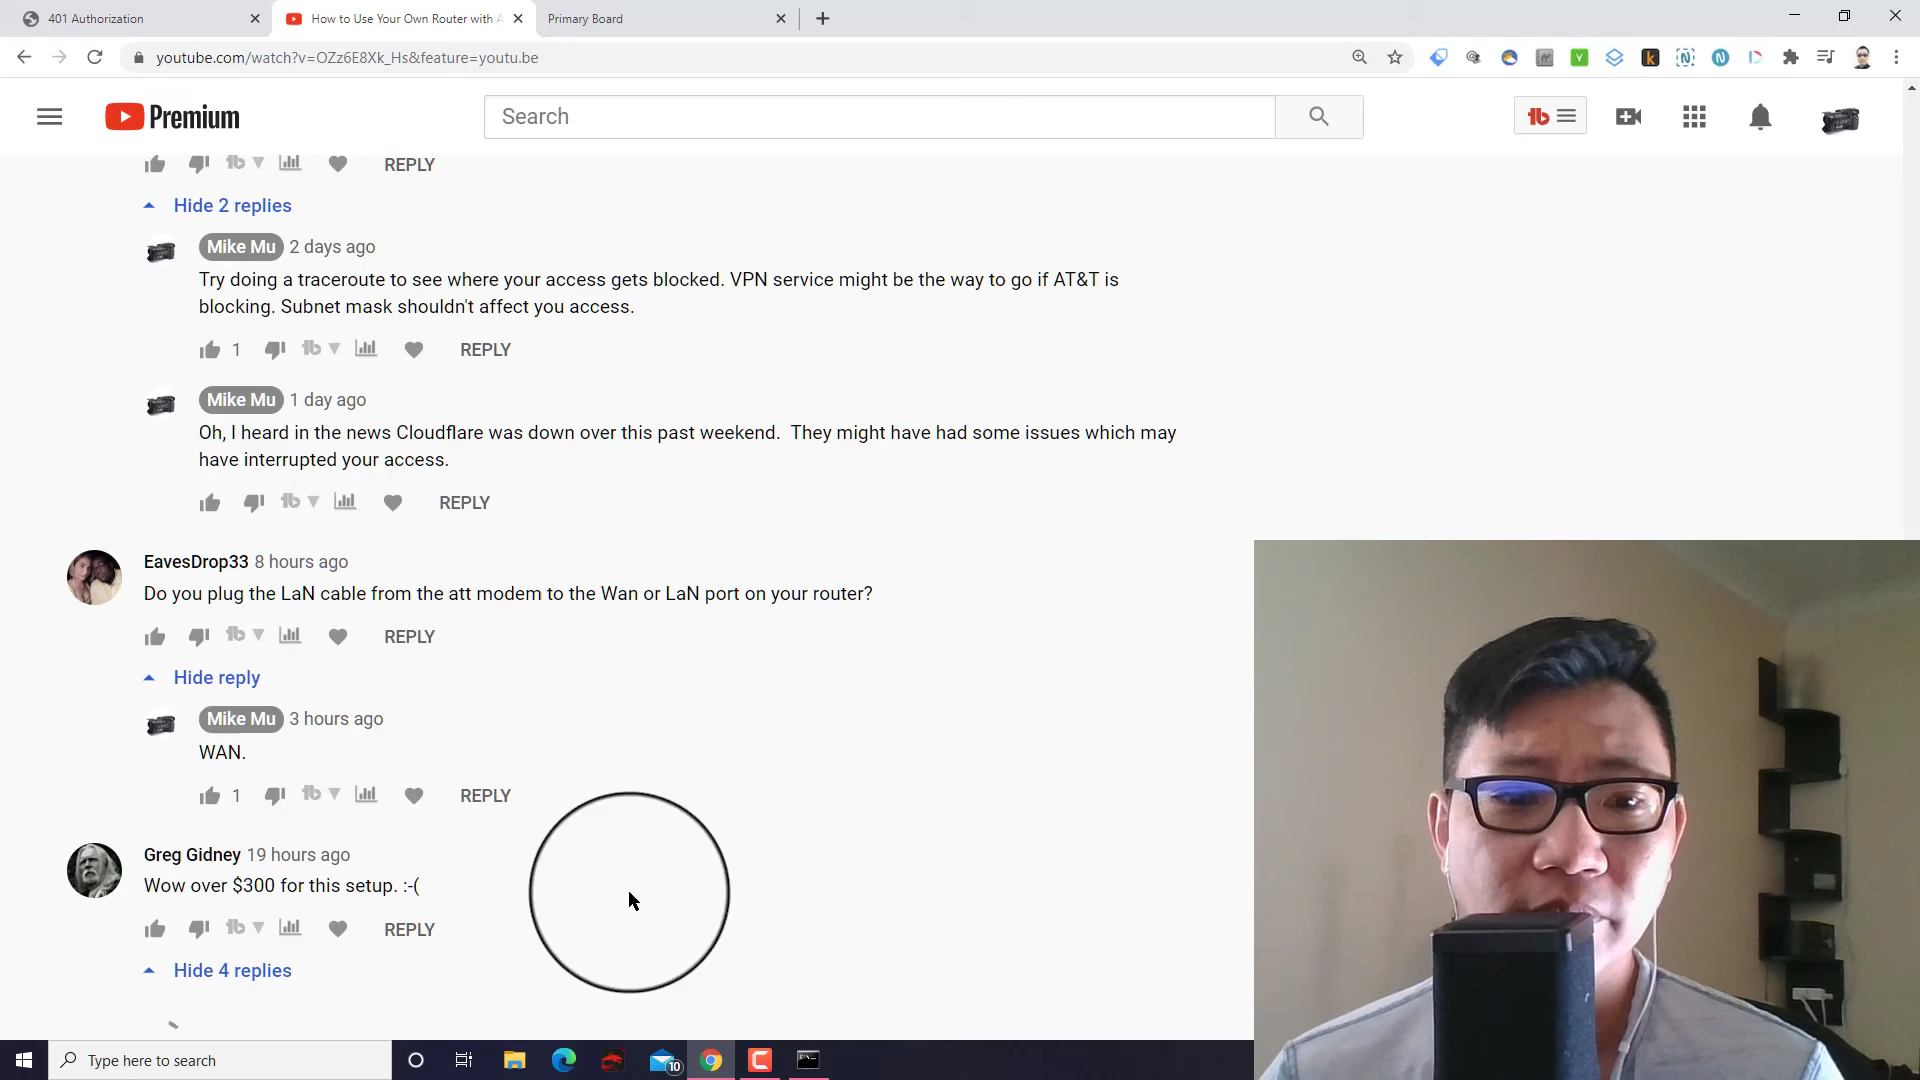 401 Authorization
How to Use Your Own Router with A
Primary Board
youtube.com/watch?v=OZz6E8Xk_Hs&feature=youtu.be
Premium
Search
REPLY
Hide 2 replies
Mike Mu 2 days ago
Try doing a traceroute to see where your access gets blocked. VPN service might be the way to go if AT&T is
blocking. Subnet mask shouldn't affect you access.
1 REPLY
Mike Mu 1 day ago
Oh, I heard in the news Cloudflare was down over this past weekend. They might have had some issues which may
have interrupted your access.
REPLY
EavesDrop33 8 hours ago
Do you plug the LaN cable from the att modem to the Wan or LaN port on your router?
REPLY
Hide reply
Mike Mu 3 hours ago
WAN.
1 REPLY
Greg Gidney 19 hours ago
Wow over $300 for this setup. :-(
REPLY
Hide 4 replies
Type here to search
10